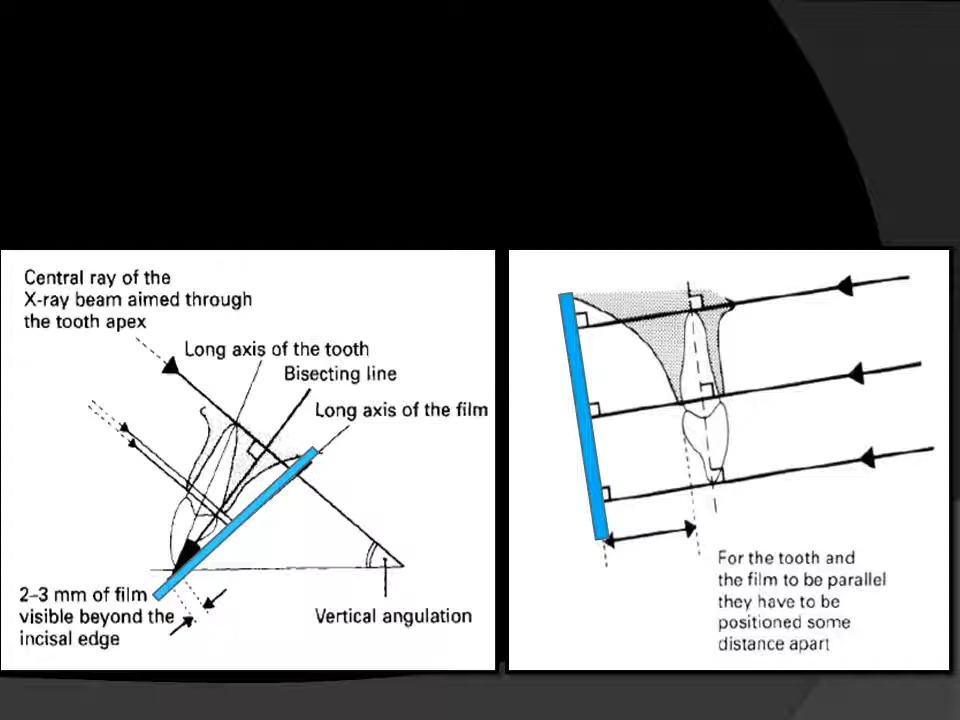 Central ray of the
X-ray beam aimed through
the tooth apex
Long axis of the tooth
Bisecting line
Long axis of the film
2–3 mm of film
visible beyond the
incisal edge
Vertical angulation
For the tooth and
the film to be parallel
they have to be
positioned some
distance apart